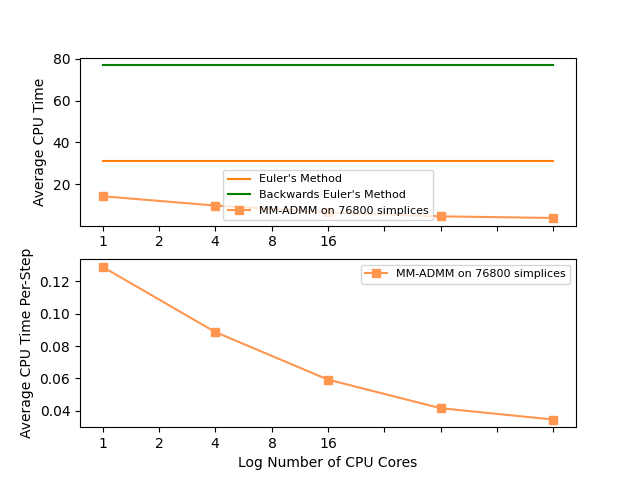 Average CPU Time
80
60
40
20
Euler's Method
Backwards Euler's Method
MM-ADMM on 76800 simplices
1 2 4 8 16
Average CPU Time Per-Step
0.12
0.10
0.08
0.06
0.04
MM-ADMM on 76800 simplices
1 2 4 8 16
Log Number of CPU Cores